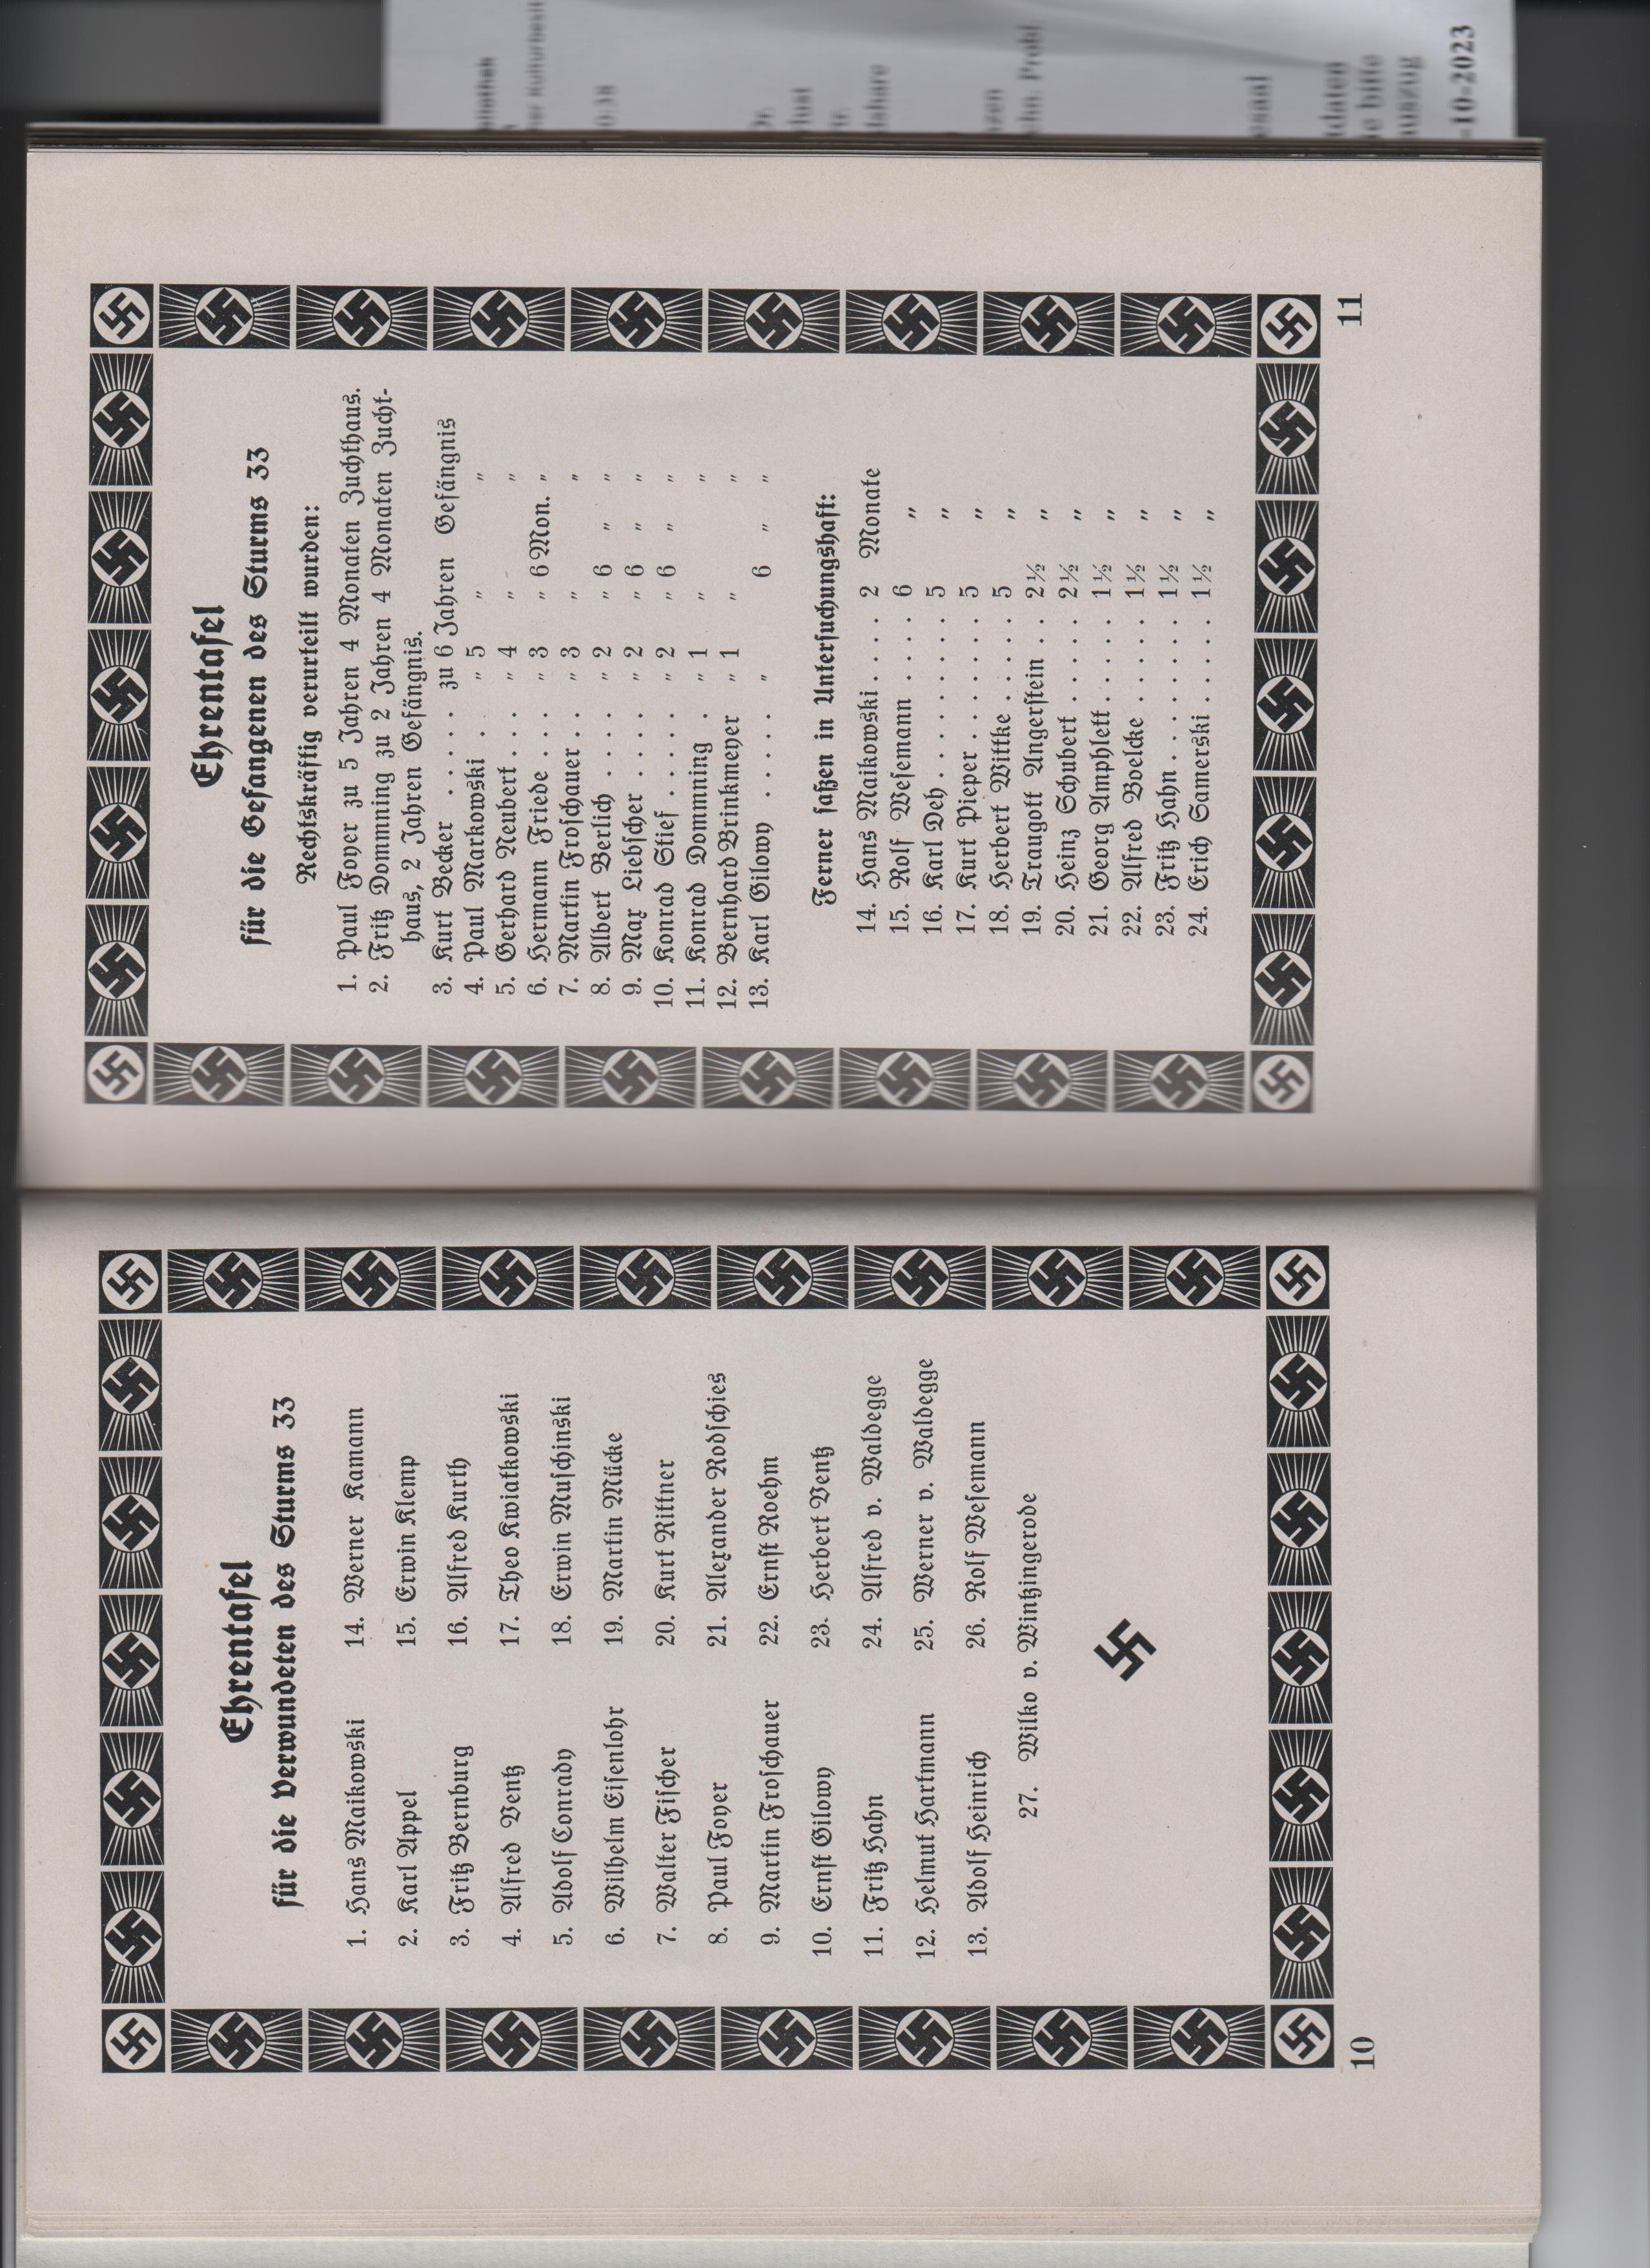 Ehrentafel
für die Verwundeten des Sturms 33
1. Hans Maikowski
2. Karl Appel
3. Fritz Bernburg
4. Alfred Bentz
5. Adolf Conrady
6. Wilhelm Eisenlohr
7. Walter Fischer
8. Paul Foyer
9. Martin Froschauer
10. Ernst Gilowy
11. Fritz Hahn
12. Helmut Hartmann
13. Adolf Heinrich
14. Werner Kamann
15. Erwin Klemp
16. Alfred Kurth
17. Theo Kwiatkowski
18. Erwin Muschinski
19. Martin Mücke
20. Kurt Rittner
21. Alexander Rodschies
22. Ernst Roehm
23. Herbert Bentz
24. Alfred v. Waldegge
25. Werner v. Waldegge
26. Rolf Wesemann
27. Wilko v. Wintzingerode
10
Ehrentafel
für die Gefangenen des Sturms 33
Rechtskräftig verurteilt wurden:
1. Paul Foyer zu 5 Jahren 4 Monaten Zuchthaus.
2. Fritz Domning zu 2 Jahren 4 Monaten Zucht-
haus, 2 Jahren Gefängnis.
3. Kurt Becker . . . . . zu 6 Jahren Gefängnis
4. Paul Markowski . „ 5 „ „
5. Gerhard Neubert . . . „ 4 „ „
6. Hermann Friede . . . „ 3 „ 6 Mon. „
7. Martin Froschauer . . „ 3 „ „
8. Albert Berlich . . . . „ 2 „ 6 „ „
9. Max Liebscher . . . . „ 2 „ 6 „ „
10. Konrad Stief . . . . . „ 2 „ 6 „ „
11. Konrad Domning . „ 1 „ „
12. Bernhard Brinkmeyer „ 1 „ „
13. Karl Gilowy . . . . . „ 6 „ „
Ferner saßen in Untersuchungshaft:
14. Hans Maikowski . . . . 2 Monate
15. Rolf Wesemann . . . . 6 „
16. Karl Deh . . . . . . . . 5 „
17. Kurt Pieper . . . . . . 5 „
18. Herbert Wittke . . . . . 5 „
19. Traugott Angerstein . . 2½ „
20. Heinz Schubert . . . . . 2½ „
21. Georg Amphlett . . . . . 1½ „
22. Alfred Boelcke . . . . . 1½ „
23. Fritz Hahn . . . . . . . 1½ „
24. Erich Samerski . . . . . 1½ „
11
-10-2023